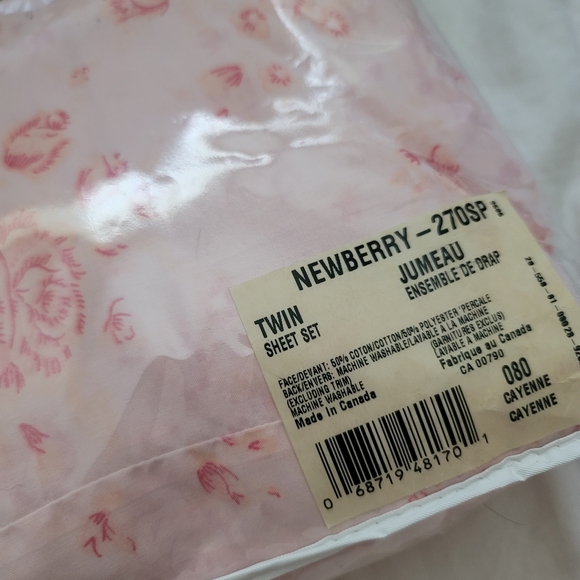 NEWBERRY - 270SP
TWIN
SHEET SET
JUMEAU
ENSEMBLE DE DRAP
FACE/DEVANT: 50% COTON/COTTON/50% POLYESTER 'PERCALE
BACK/ENVERS: MACHINE WASHABLE/LAVABLE A LA MACHINE
(EXCLUDING TRIM) (GARNITURES EXCLUS)
MACHINE WASHABLE LAVABLE A MACHINE
Made in Canada Fabrique au Canada
CA 00790
080
CAYENNE
CAYENNE
0 68719 48170 1